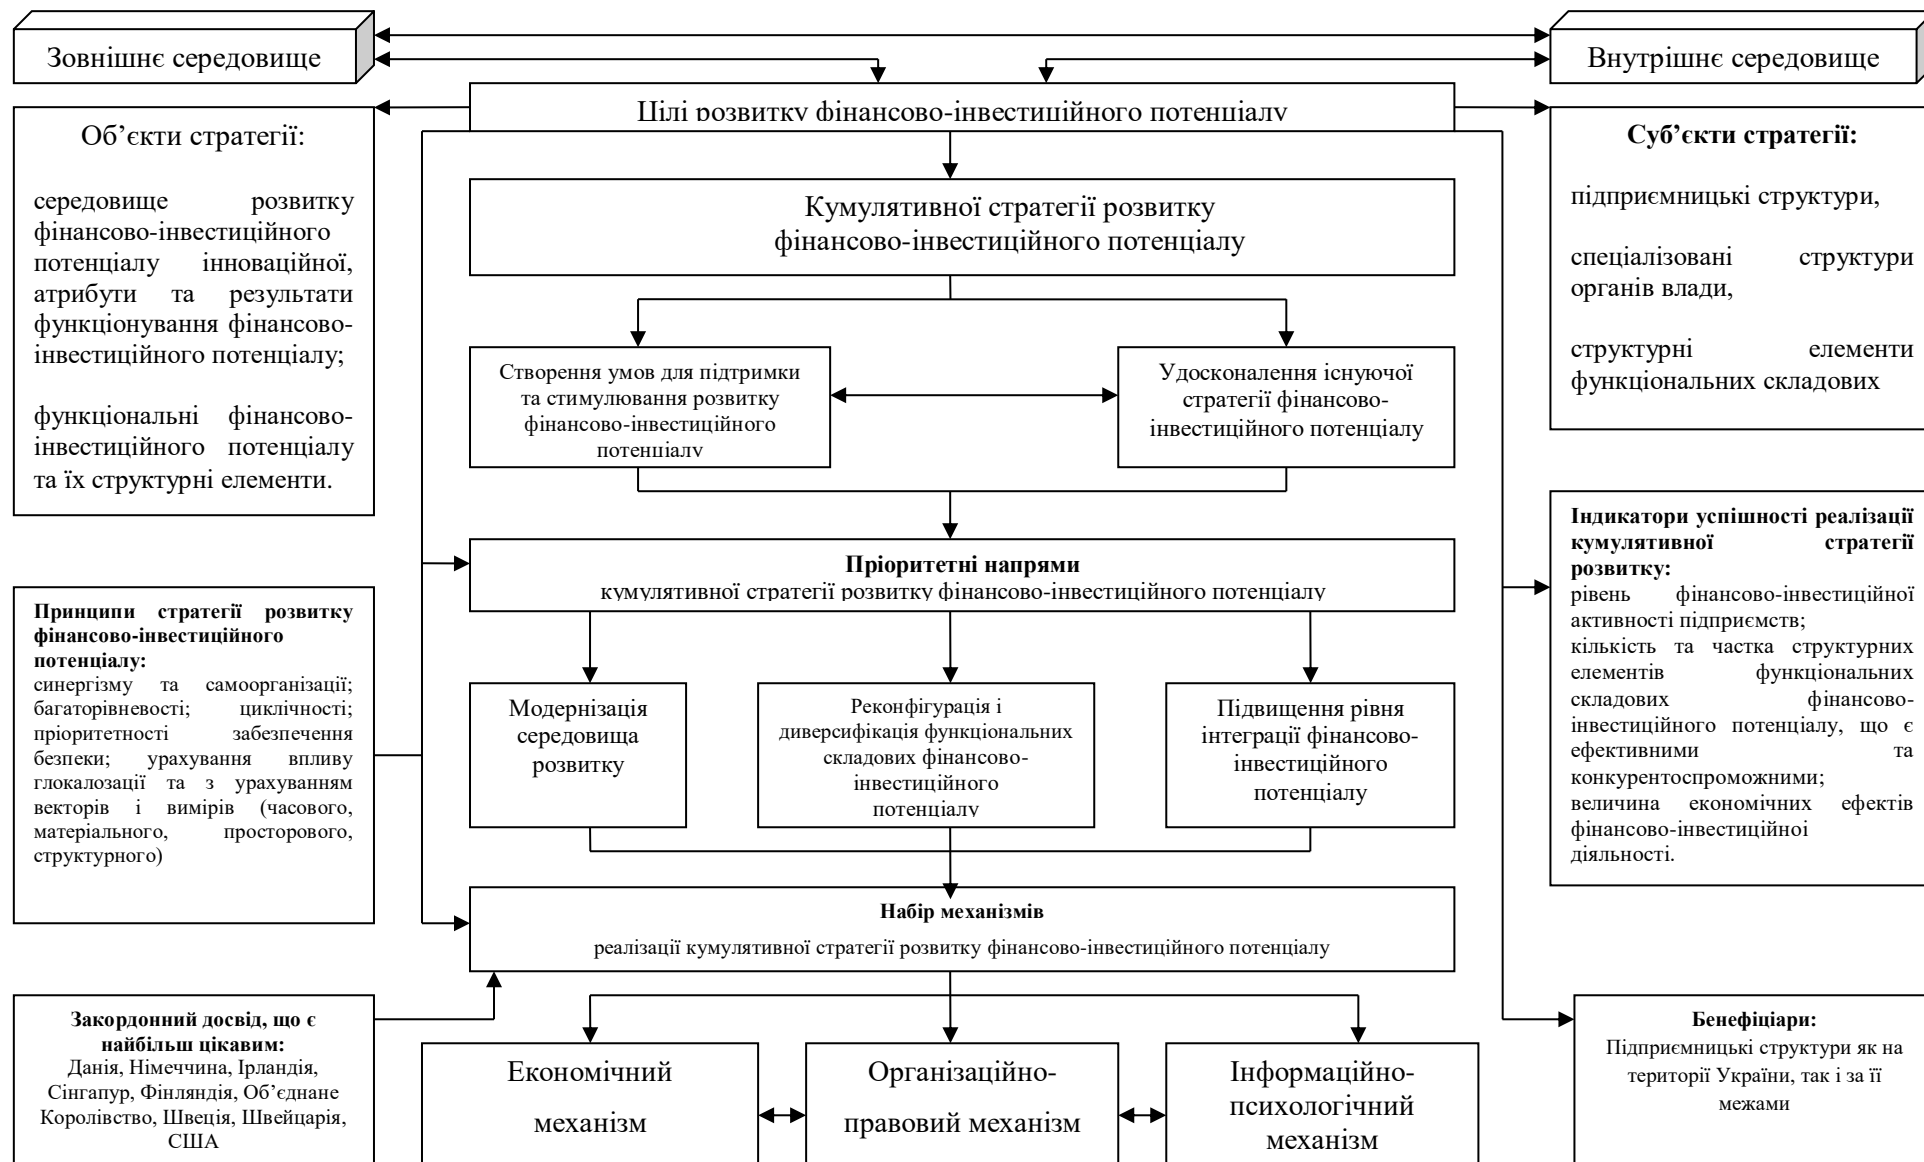 Зовнішнє середовище
Внутрішнє середовище
Цілі розвитку фінансово-інвестиційного потенціалу
Об’єкти стратегії:
середовище розвитку
фінансово-інвестиційного
потенціалу інноваційної,
атрибути та результати
функціонування фінансово-
інвестиційного потенціалу;
функціональні фінансово-
інвестиційного потенціалу
та їх структурні елементи.
Суб’єкти стратегії:
підприємницькі структури,
спеціалізовані структури
органів влади,
структурні елементи
функціональних складових
Кумулятивної стратегії розвитку
фінансово-інвестиційного потенціалу
Створення умов для підтримки
та стимулювання розвитку
фінансово-інвестиційного
потенціалу
Удосконалення існуючої
стратегії фінансово-
інвестиційного потенціалу
Пріоритетні напрями
кумулятивної стратегії розвитку фінансово-інвестиційного потенціалу
Індикатори успішності реалізації
кумулятивної стратегії
розвитку:
рівень фінансово-інвестиційної
активності підприємств;
кількість та частка структурних
елементів функціональних
складових фінансово-
інвестиційного потенціалу, що є
ефективними та
конкурентоспроможними;
величина економічних ефектів
фінансово-інвестиційної
діяльності.
Принципи стратегії розвитку
фінансово-інвестиційного
потенціалу:
синергізму та самоорганізації;
багаторівневості; циклічності;
пріоритетності забезпечення
безпеки; урахування впливу
глокалозації та з урахуванням
векторів і вимірів (часового,
матеріального, просторового,
структурного)
Модернізація
середовища
розвитку
Реконфігурація і
диверсифікація функціональних
складових фінансово-
інвестиційного
потенціалу
Підвищення рівня
інтеграції фінансово-
інвестиційного
потенціалу
Набір механізмів
реалізації кумулятивної стратегії розвитку фінансово-інвестиційного потенціалу
Закордонний досвід, що є
найбільш цікавим:
Данія, Німеччина, Ірландія,
Сінгапур, Фінляндія, Об’єднане
Королівство, Швеція, Швейцарія,
США
Економічний
механізм
Організаційно-
правовий механізм
Інформаційно-
психологічний
механізм
Бенефіціари:
Підприємницькі структури як на
території України, так і за її
межами